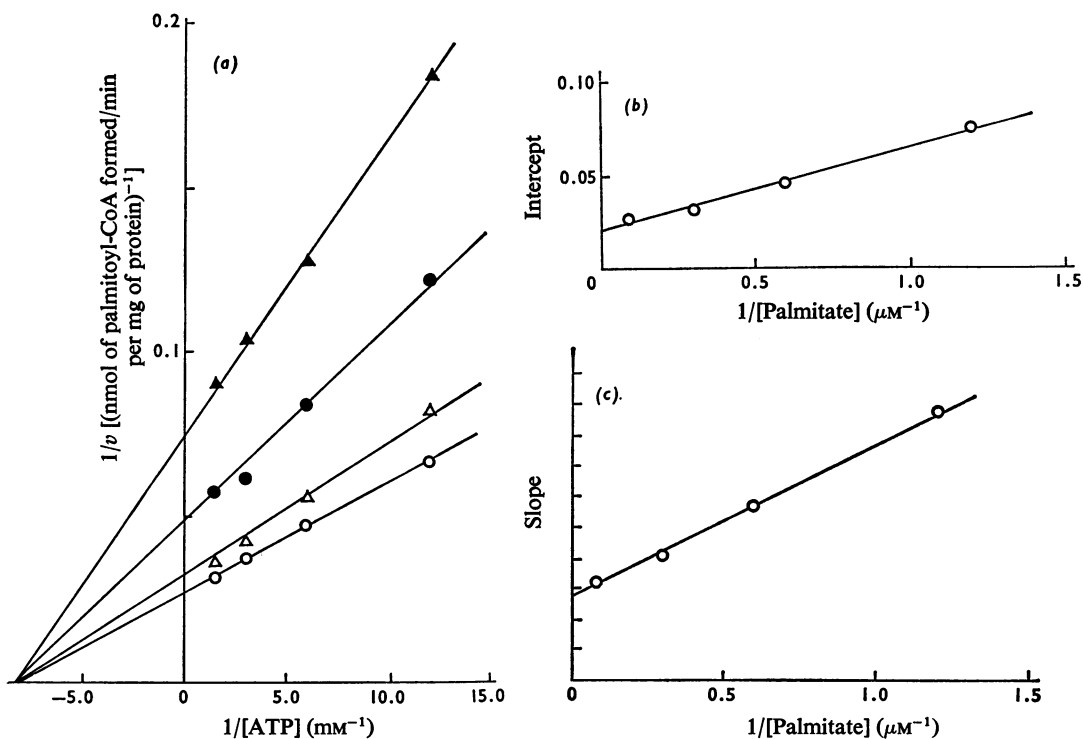 0.2
(a)
0.1
1/v [(nmol of palmitoyl-CoA formed/min
per mg of protein)⁻¹]
−5.0 0 5.0 10.0 15.0
1/[ATP] (mM⁻¹)
0.10
(b)
0.05
Intercept
0 0.5 1.0 1.5
1/[Palmitate] (μM⁻¹)
(c).
Slope
0 0.5 1.0 1.5
1/[Palmitate] (μM⁻¹)